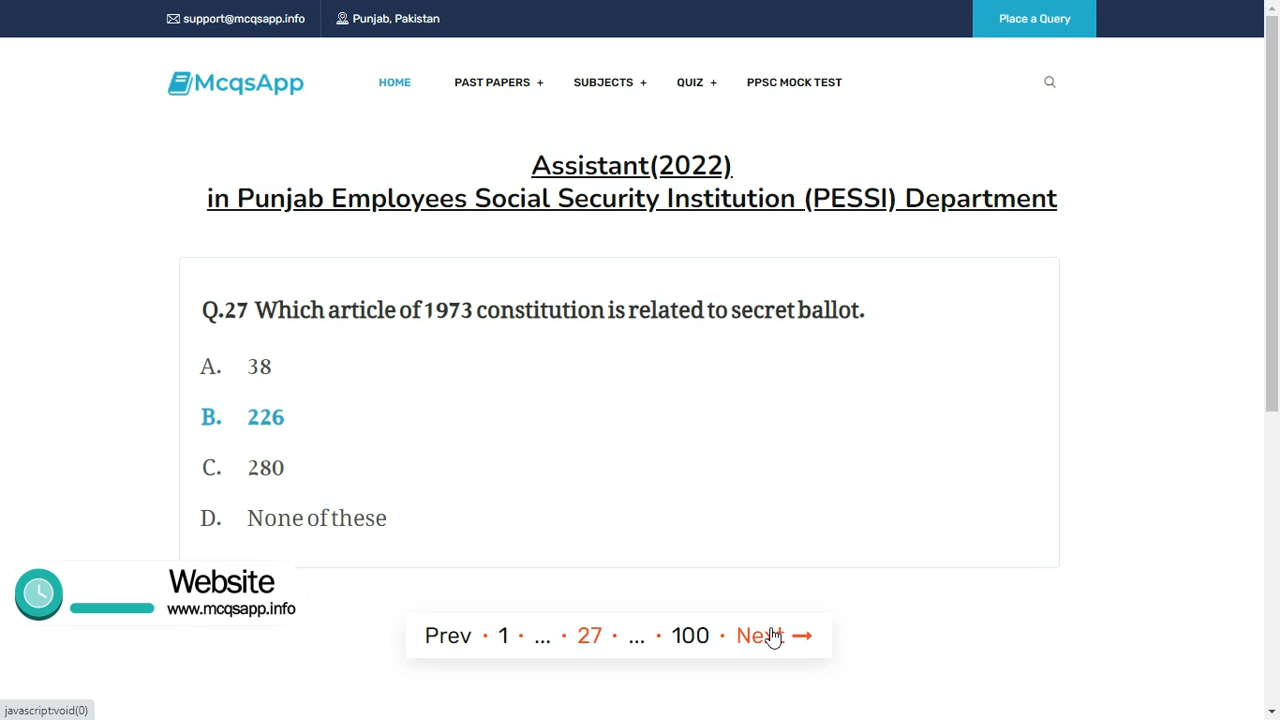 support@mcqsapp.info
Punjab, Pakistan
Place a Query
McqsApp
HOME
PAST PAPERS +
SUBJECTS +
QUIZ +
PPSC MOCK TEST
Assistant(2022)
in Punjab Employees Social Security Institution (PESSI) Department
Q.27 Which article of 1973 constitution is related to secret ballot.
A. 38
B. 226
C. 280
D. None of these
Website
www.mcqsapp.info
Prev · 1 · ... · 27 · ... · 100 · Next →
javascript:void(0)